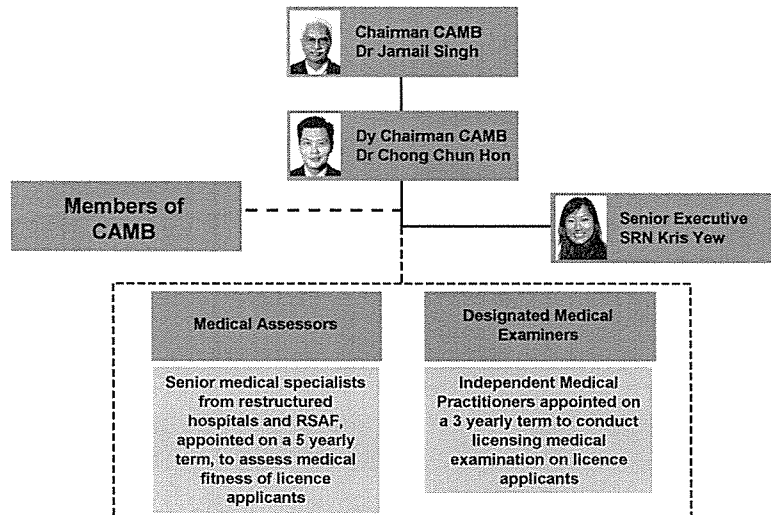 Chairman CAMB
Dr Jarnail Singh
Dy Chairman CAMB
Dr Chong Chun Hon
Members of
CAMB
Senior Executive
SRN Kris Yew
Medical Assessors
Senior medical specialists
from restructured
hospitals and RSAF,
appointed on a 5 yearly
term, to assess medical
fitness of licence
applicants
Designated Medical
Examiners
Independent Medical
Practitioners appointed on
a 3 yearly term to conduct
licensing medical
examination on licence
applicants